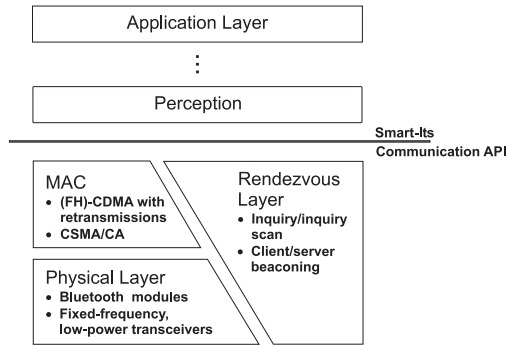 Application Layer
⋮
Perception
Smart-Its
Communication API
MAC
• (FH)-CDMA with
retransmissions
• CSMA/CA
Rendezvous
Layer
• Inquiry/inquiry
scan
• Client/server
beaconing
Physical Layer
• Bluetooth modules
• Fixed-frequency,
low-power transceivers